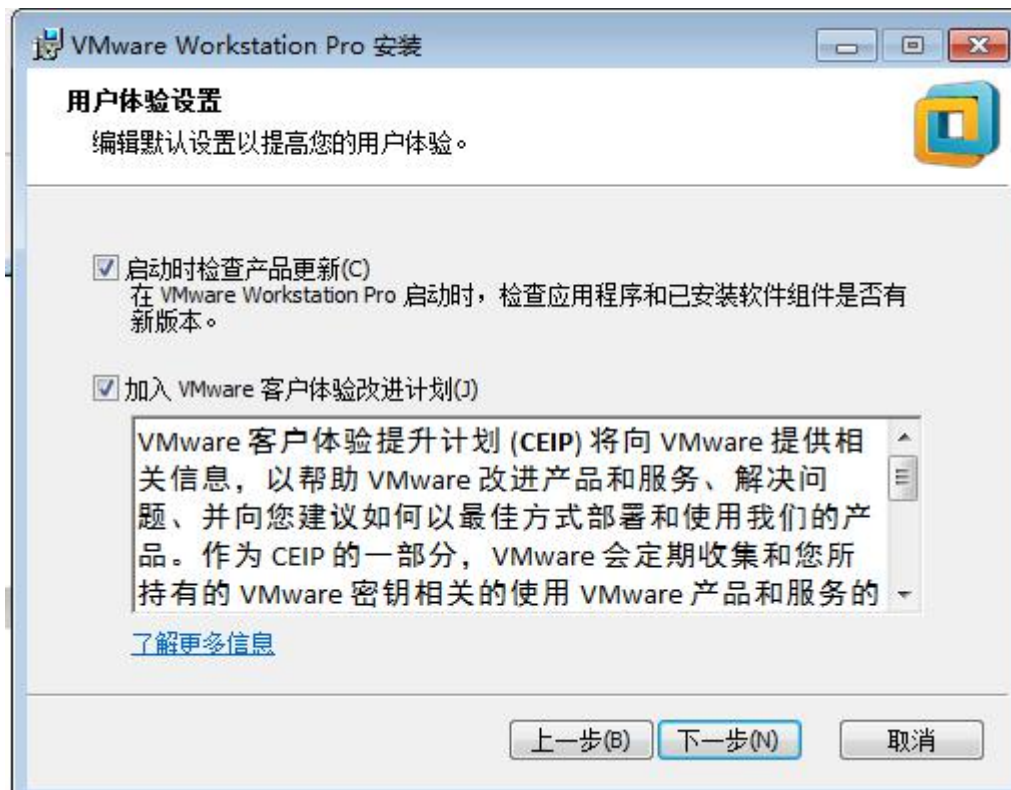 VMware Workstation Pro 安装
用户体验设置
编辑默认设置以提高您的用户体验。
启动时检查产品更新(C)
在 VMware Workstation Pro 启动时，检查应用程序和已安装软件组件是否有
新版本。
加入 VMware 客户体验改进计划(J)
VMware 客户体验提升计划 (CEIP) 将向 VMware 提供相
关信息，以帮助 VMware 改进产品和服务、解决问
题、并向您建议如何以最佳方式部署和使用我们的产
品。作为 CEIP 的一部分，VMware 会定期收集和您所
持有的 VMware 密钥相关的使用 VMware 产品和服务的
了解更多信息
上一步(B) 下一步(N) 取消